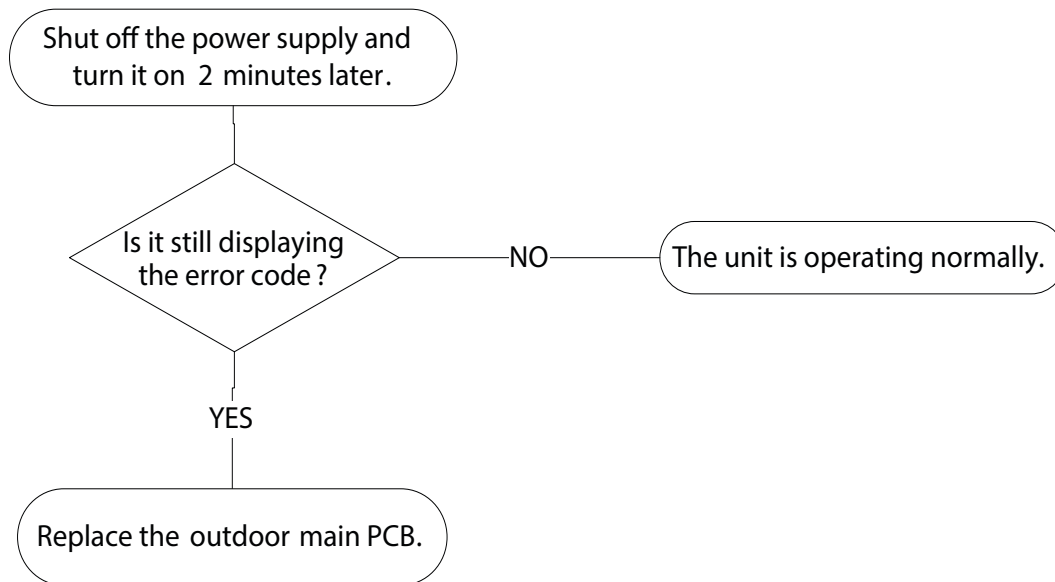 Shut off the power supply and
turn it on 2 minutes later.
Is it still displaying
the error code?
NO
The unit is operating normally.
YES
Replace the outdoor main PCB.